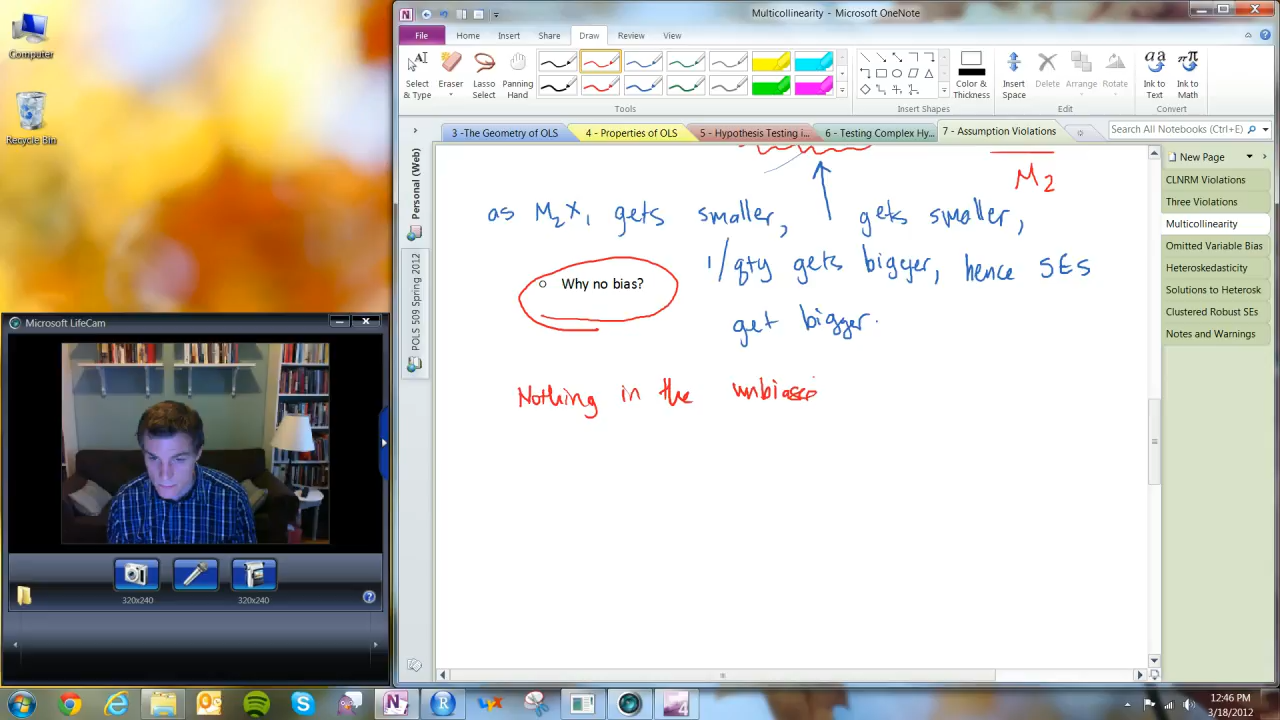 Computer
Recycle Bin
Multicollinearity - Microsoft OneNote
File Home Insert Share Draw Review View
Select & Type
Eraser
Lasso Select
Panning Hand
Color & Thickness
Insert Space
Delete
Arrange
Rotate
Ink to Text
Ink to Math
Tools
Insert Shapes
Edit
Convert
3 -The Geometry of OLS
4 - Properties of OLS
5 - Hypothesis Testing i...
6 - Testing Complex Hy...
7 - Assumption Violations
Search All Notebooks (Ctrl+E)
Personal (Web)
POLS 509 Spring 2012
New Page
CLNRM Violations
Three Violations
Multicollinearity
Omitted Variable Bias
Heteroskedasticity
Solutions to Heterosk
Clustered Robust SEs
Notes and Warnings
M2
as M2X1 gets smaller, gets smaller,
1/qty gets bigger, hence SEs
get bigger.
Why no bias?
Nothing in the
Microsoft LifeCam
320x240
320x240
12:46 PM
3/18/2012